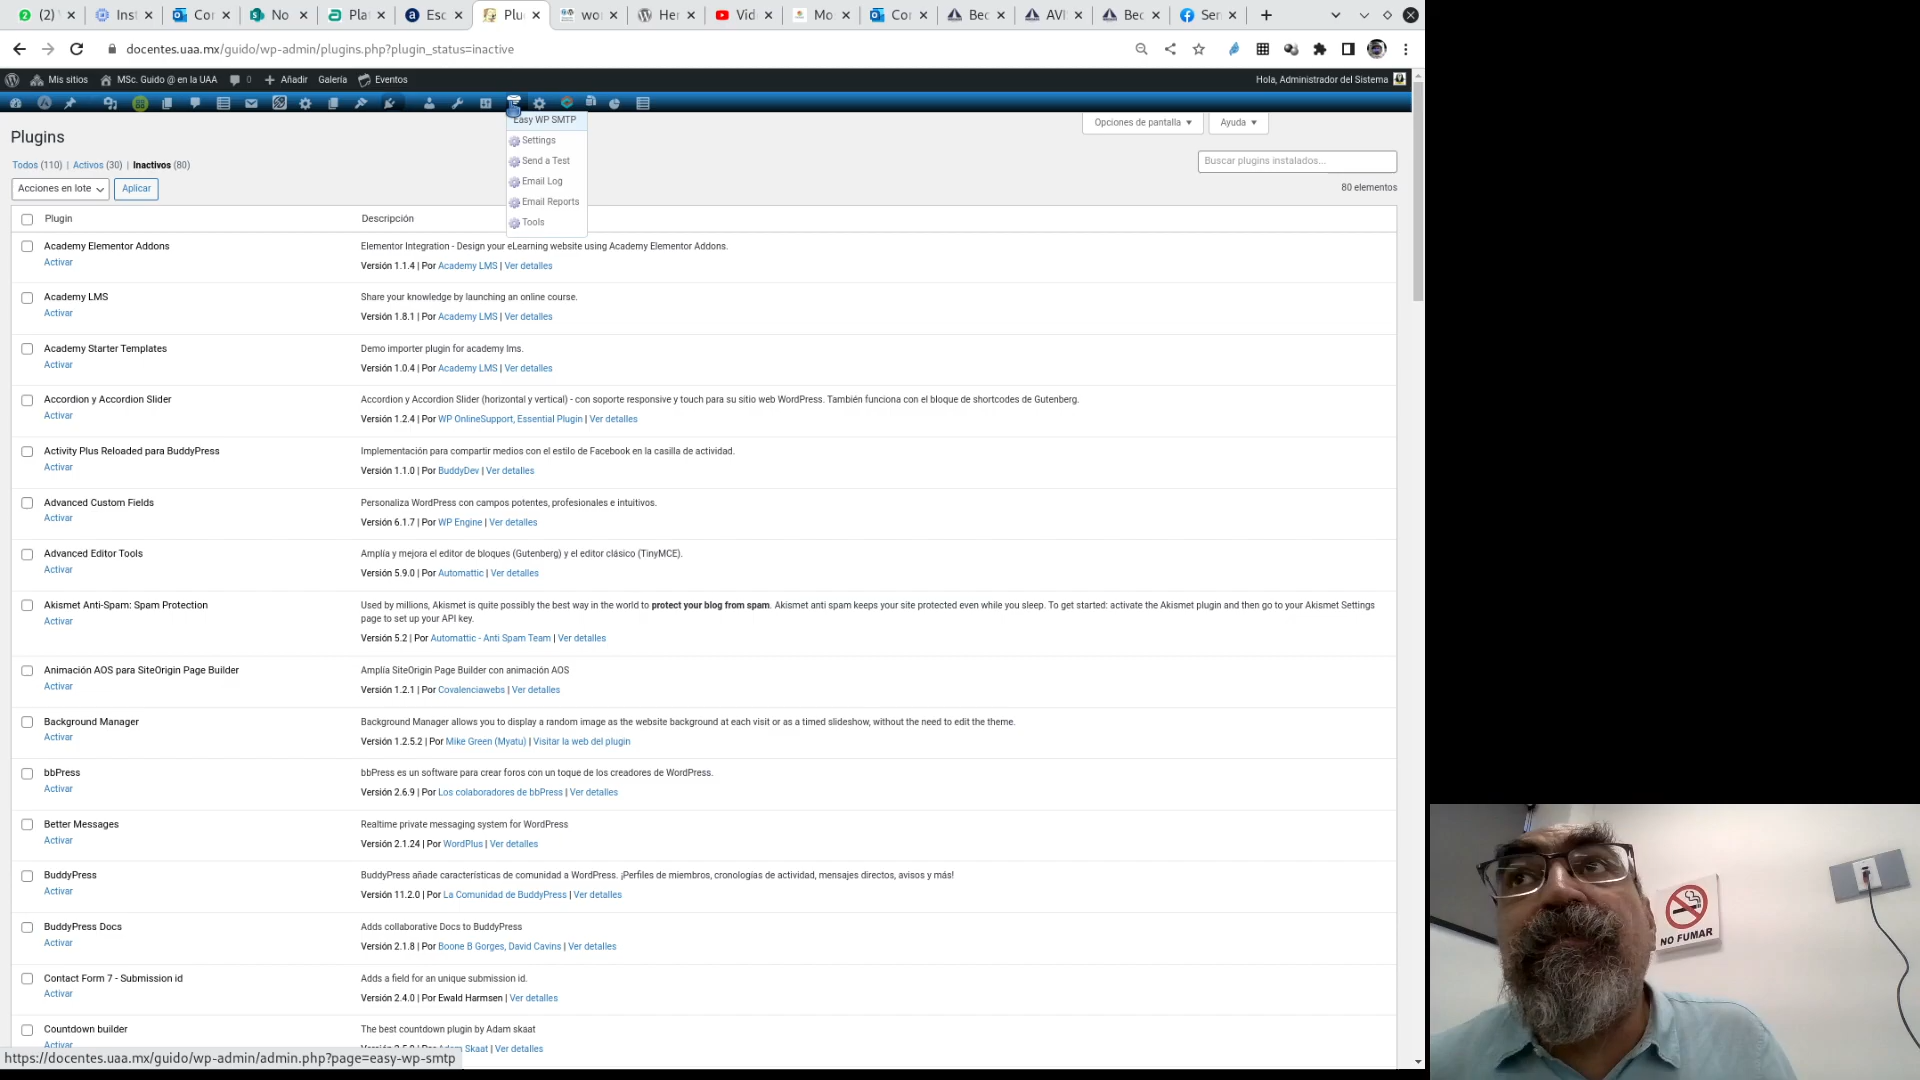 (2)
Inst
Cor
No
Plat
Esc
Plu
wo
Her
Vid
Mo
Cor
Bec
AVI
Bec
Ser
docentes.uaa.mx/guido/wp-admin/plugins.php?plugin_status=inactive
Mis sitios
MSc. Guido @ en la UAA
0
Añadir
Galería
Eventos
Hola, Administrador del Sistema
Easy WP SMTP
Settings
Send a Test
Email Log
Email Reports
Tools
Opciones de pantalla
Ayuda
Plugins
Todos (110) | Activos (30) | Inactivos (80)
Buscar plugins instalados...
Acciones en lote
Aplicar
80 elementos
Plugin
Descripción
Academy Elementor Addons
Activar
Elementor Integration - Design your eLearning website using Academy Elementor Addons.
Versión 1.1.4 | Por Academy LMS | Ver detalles
Academy LMS
Activar
Share your knowledge by launching an online course.
Versión 1.8.1 | Por Academy LMS | Ver detalles
Academy Starter Templates
Activar
Demo importer plugin for academy lms.
Versión 1.0.4 | Por Academy LMS | Ver detalles
Accordion y Accordion Slider
Activar
Accordion y Accordion Slider (horizontal y vertical) - con soporte responsive y touch para su sitio web WordPress. También funciona con el bloque de shortcodes de Gutenberg.
Versión 1.2.4 | Por WP OnlineSupport, Essential Plugin | Ver detalles
Activity Plus Reloaded para BuddyPress
Activar
Implementación para compartir medios con el estilo de Facebook en la casilla de actividad.
Versión 1.1.0 | Por BuddyDev | Ver detalles
Advanced Custom Fields
Activar
Personaliza WordPress con campos potentes, profesionales e intuitivos.
Versión 6.1.7 | Por WP Engine | Ver detalles
Advanced Editor Tools
Activar
Amplía y mejora el editor de bloques (Gutenberg) y el editor clásico (TinyMCE).
Versión 5.9.0 | Por Automattic | Ver detalles
Akismet Anti-Spam: Spam Protection
Activar
Used by millions, Akismet is quite possibly the best way in the world to protect your blog from spam. Akismet anti spam keeps your site protected even while you sleep. To get started: activate the Akismet plugin and then go to your Akismet Settings
page to set up your API key.
Versión 5.2 | Por Automattic - Anti Spam Team | Ver detalles
Animación AOS para SiteOrigin Page Builder
Activar
Amplía SiteOrigin Page Builder con animación AOS
Versión 1.2.1 | Por Covalenciawebs | Ver detalles
Background Manager
Activar
Background Manager allows you to display a random image as the website background at each visit or as a timed slideshow, without the need to edit the theme.
Versión 1.2.5.2 | Por Mike Green (Myatu) | Visitar la web del plugin
bbPress
Activar
bbPress es un software para crear foros con un toque de los creadores de WordPress.
Versión 2.6.9 | Por Los colaboradores de bbPress | Ver detalles
Better Messages
Activar
Realtime private messaging system for WordPress
Versión 2.1.24 | Por WordPlus | Ver detalles
BuddyPress
Activar
BuddyPress añade características de comunidad a WordPress. ¡Perfiles de miembros, cronologías de actividad, mensajes directos, avisos y más!
Versión 11.2.0 | Por La Comunidad de BuddyPress | Ver detalles
BuddyPress Docs
Activar
Adds collaborative Docs to BuddyPress
Versión 2.1.8 | Por Boone B Gorges, David Cavins | Ver detalles
Contact Form 7 - Submission id
Activar
Adds a field for an unique submission id.
Versión 2.4.0 | Por Ewald Harmsen | Ver detalles
Countdown builder
Activar
The best countdown plugin by Adam skaat
Adam Skaat | Ver detalles
https://docentes.uaa.mx/guido/wp-admin/admin.php?page=easy-wp-smtp
NO FUMAR